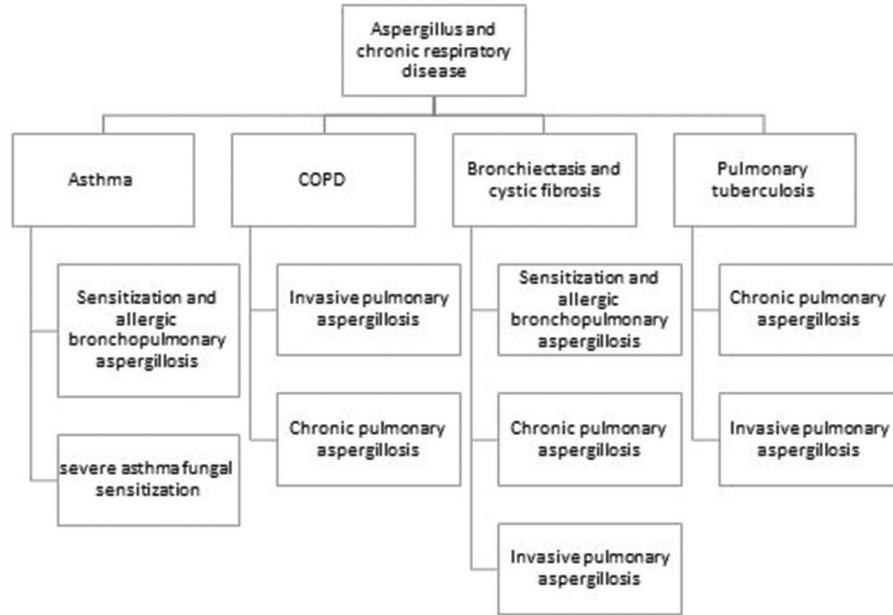 Aspergillus and
chronic respiratory
disease
Asthma
COPD
Bronchiectasis and
cystic fibrosis
Pulmonary
tuberculosis
Sensitization and
allergic
bronchopulmonary
aspergillosis
severe asthma fungal
sensitization
Invasive pulmonary
aspergillosis
Chronic pulmonary
aspergillosis
Sensitization and
allergic
bronchopulmonary
aspergillosis
Chronic pulmonary
aspergillosis
Invasive pulmonary
aspergillosis
Chronic pulmonary
aspergillosis
Invasive pulmonary
aspergillosis